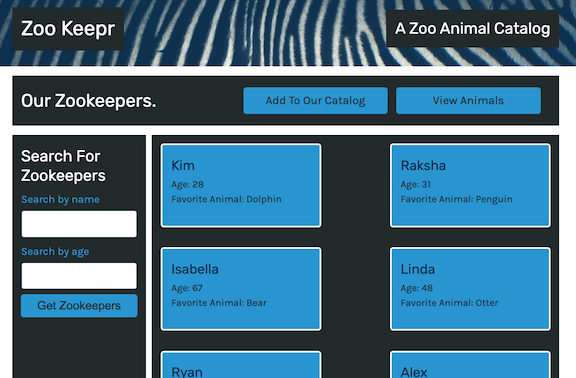 Zoo Keepr
A Zoo Animal Catalog
Our Zookeepers.
Add To Our Catalog
View Animals
Search For
Zookeepers
Search by name
Search by age
Get Zookeepers
Kim
Age: 28
Favorite Animal: Dolphin
Raksha
Age: 31
Favorite Animal: Penguin
Isabella
Age: 67
Favorite Animal: Bear
Linda
Age: 48
Favorite Animal: Otter
Ryan
Alex